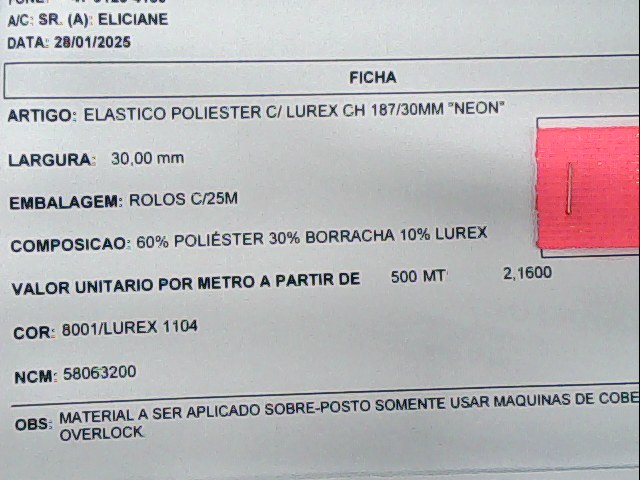 A/C: SR. (A): ELICIANE
DATA: 28/01/2025
FICHA
ARTIGO: ELASTICO POLIESTER C/ LUREX CH 187/30MM "NEON"
LARGURA: 30,00 mm
EMBALAGEM: ROLOS C/25M
COMPOSICAO: 60% POLIÉSTER 30% BORRACHA 10% LUREX
VALOR UNITARIO POR METRO A PARTIR DE 500 MT 2,1600
COR: 8001/LUREX 1104
NCM: 58063200
OBS: MATERIAL A SER APLICADO SOBRE-POSTO SOMENTE USAR MAQUINAS DE COBE
OVERLOCK